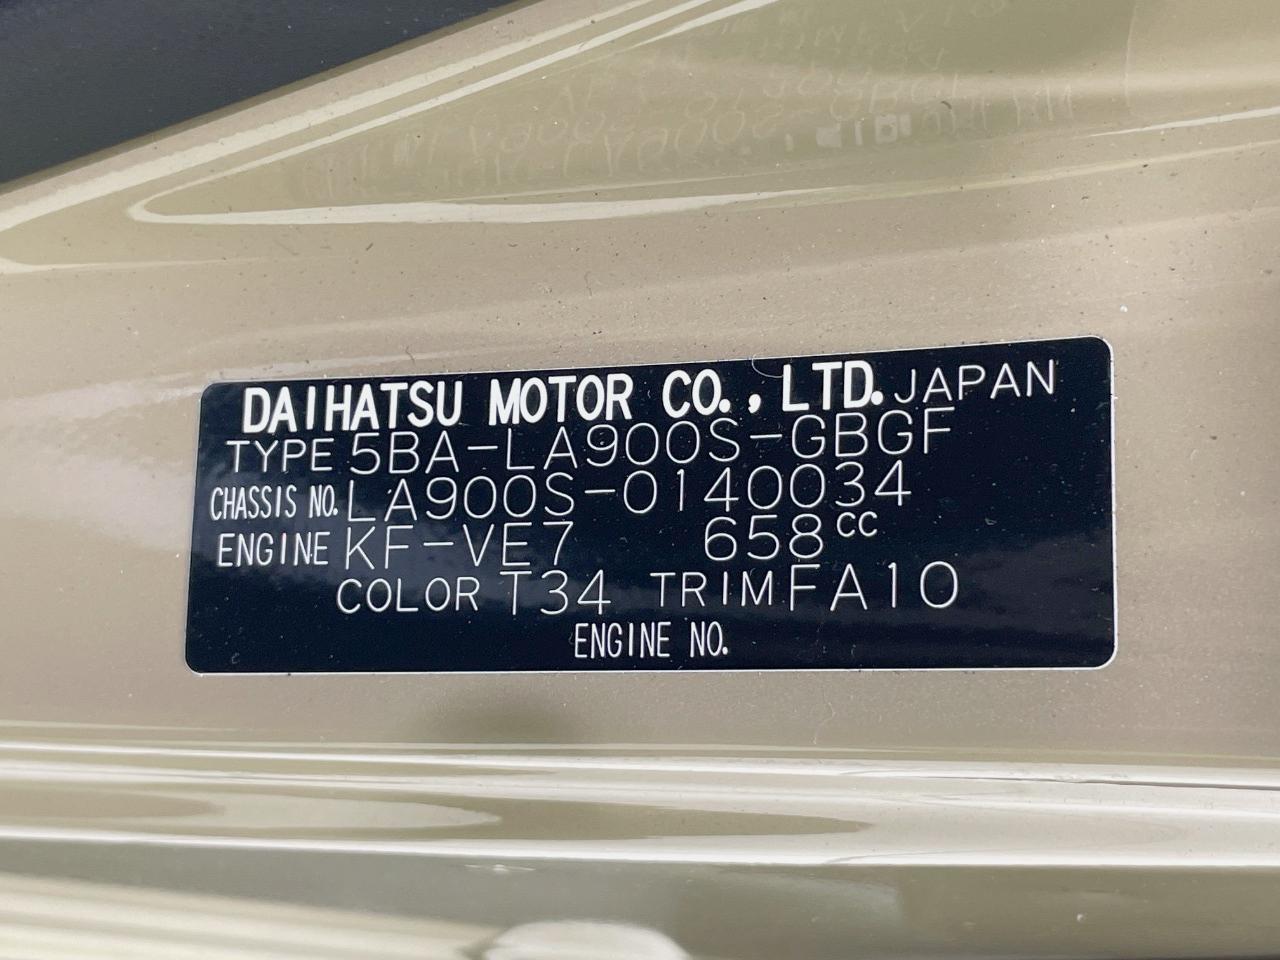 DAIHATSU MOTOR CO., LTD. JAPAN
TYPE 5BA-LA900S-GBGF
CHASSIS NO. LA900S-0140034
ENGINE KF-VE7 658cc
COLOR T34 TRIM FA10
ENGINE NO.